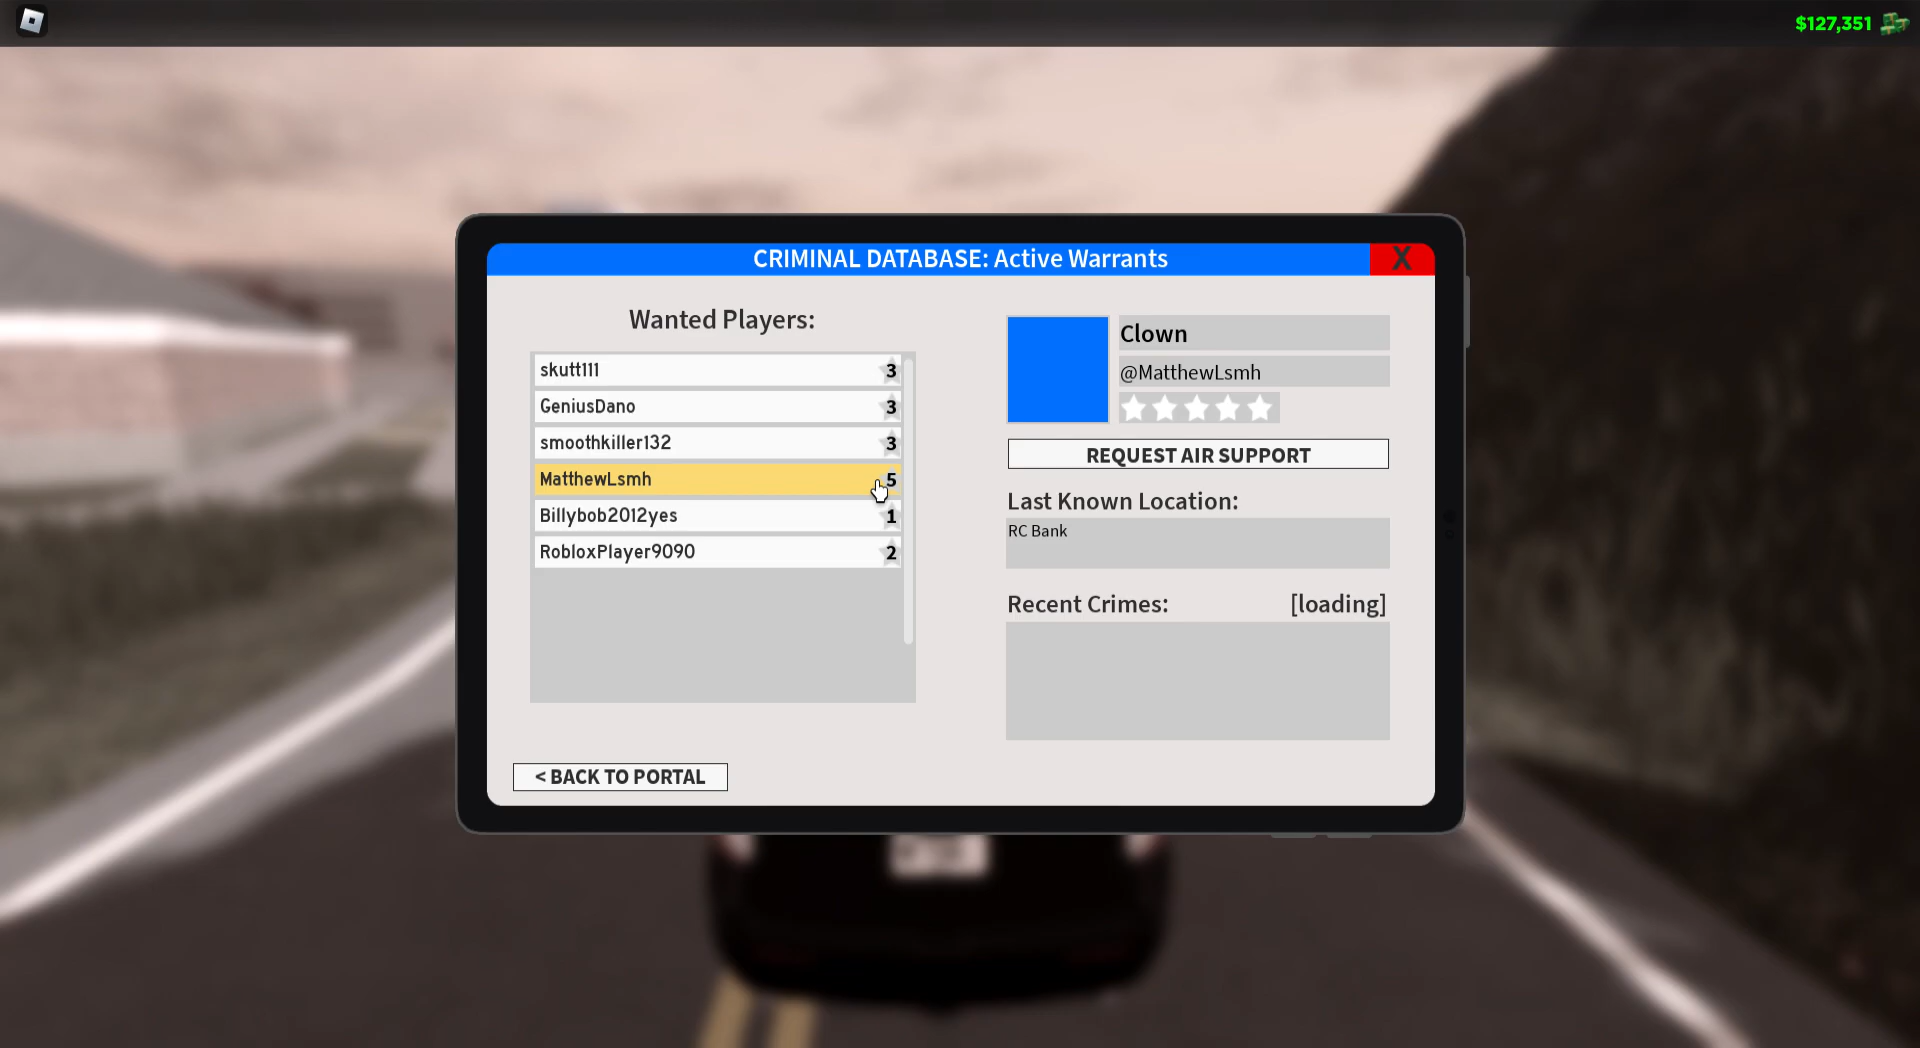 $127,351
CRIMINAL DATABASE: Active Warrants
X
Wanted Players:
skutt111 3
GeniusDano 3
smoothkiller132 3
MatthewLsmh 5
Billybob2012yes 1
RobloxPlayer9090 2
< BACK TO PORTAL
Clown
@MatthewLsmh
REQUEST AIR SUPPORT
Last Known Location:
RC Bank
Recent Crimes: [loading]